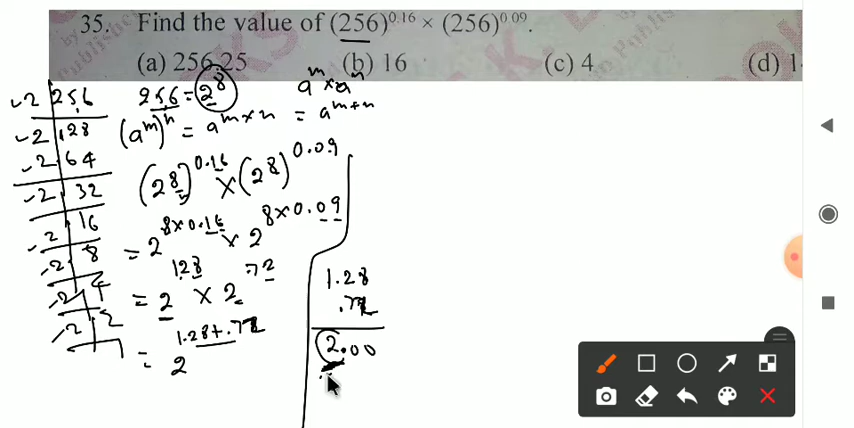 35. Find the value of (256)^0.16 × (256)^0.09.
(a) 256.25 (b) 16 (c) 4 (d) 1
2 256
2 128
2 64
2 32
2 16
2 8
2 4
2 2
1
256 = 2^8
a^m × a^n
(a^m)^n = a^m×n
= a^m+n
(2^8)^0.16 × (2^8)^0.09
= 2^8×0.16 × 2^8×0.09
= 2^1.28 × 2^.72
= 2^1.28+.72
1.28
.72
2.00